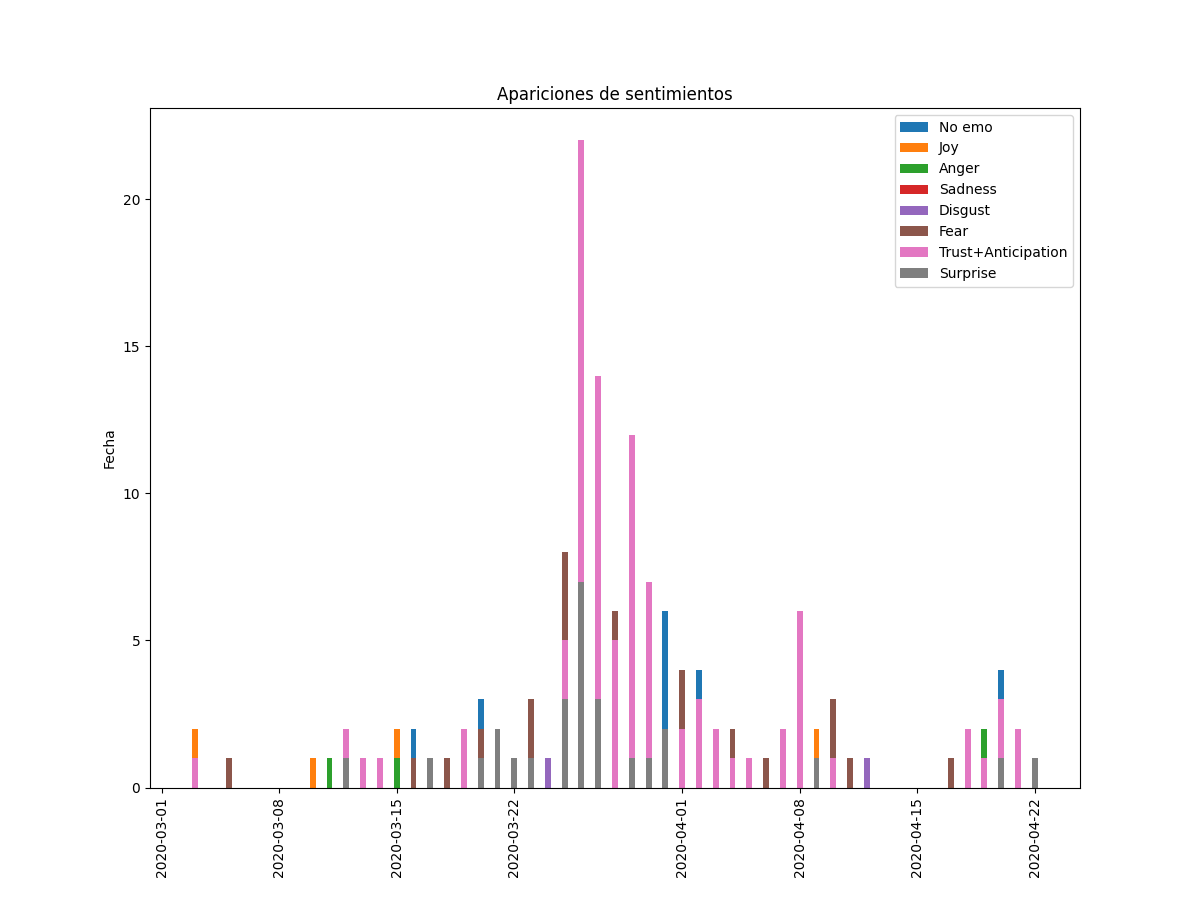 Apariciones de sentimientos
No emo
Joy
Anger
Sadness
Disgust
Fear
Trust+Anticipation
Surprise
20
15
10
5
0
Fecha
2020-03-01
2020-03-08
2020-03-15
2020-03-22
2020-04-01
2020-04-08
2020-04-15
2020-04-22